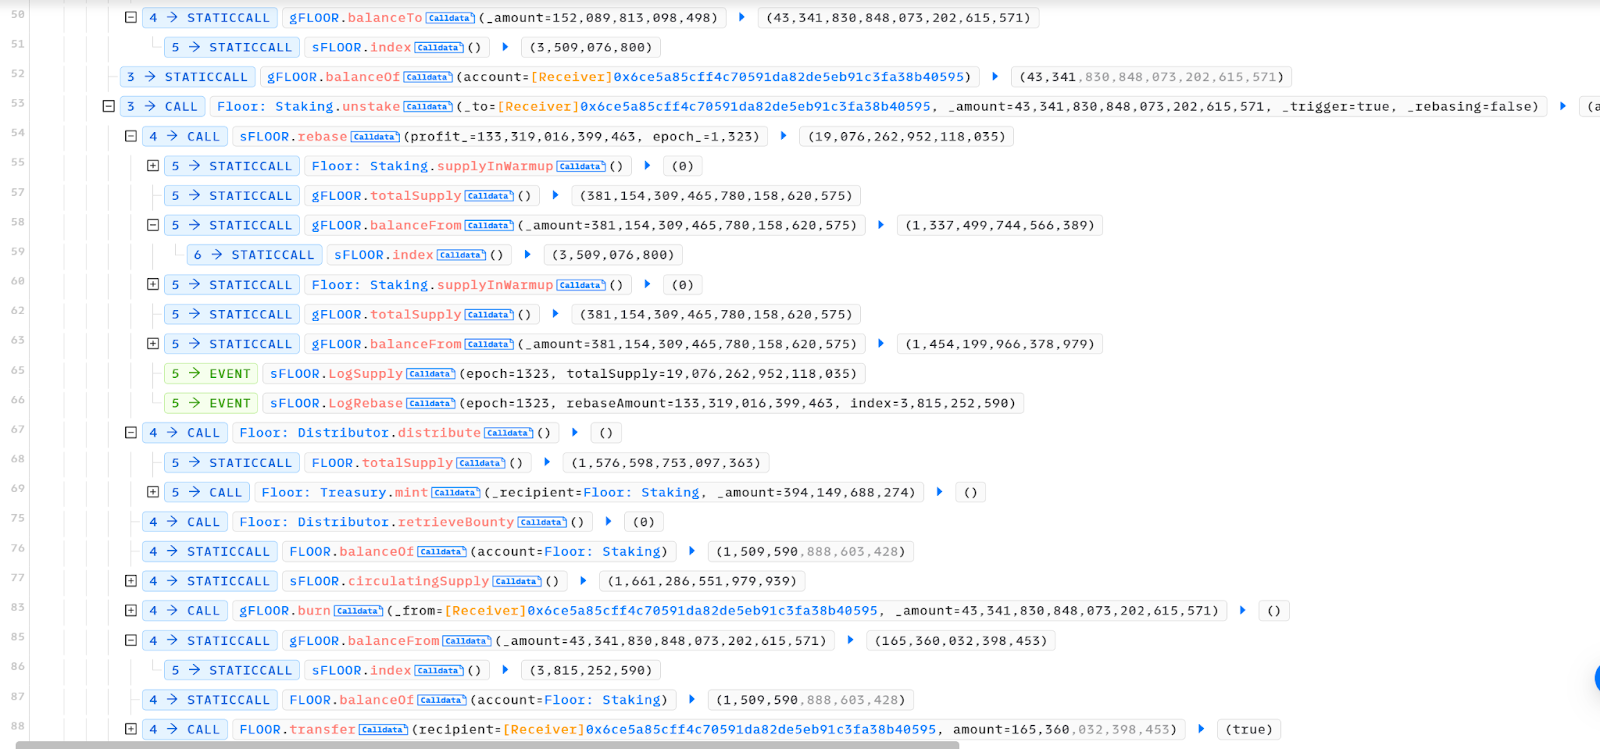 50 4 → STATICCALL gFLOOR.balanceTo Calldata (_amount=152,089,813,098,498) ▶ (43,341,830,848,073,202,615,571)
51 5 → STATICCALL sFLOOR.index Calldata () ▶ (3,509,076,800)
52 3 → STATICCALL gFLOOR.balanceOf Calldata (account=[Receiver]0x6ce5a85cff4c70591da82de5eb91c3fa38b40595) ▶ (43,341,830,848,073,202,615,571)
53 3 → CALL Floor: Staking.unstake Calldata (_to=[Receiver]0x6ce5a85cff4c70591da82de5eb91c3fa38b40595, _amount=43,341,830,848,073,202,615,571, _trigger=true, _rebasing=false) ▶ (a
54 4 → CALL sFLOOR.rebase Calldata (profit_=133,319,016,399,463, epoch_=1,323) ▶ (19,076,262,952,118,035)
55 5 → STATICCALL Floor: Staking.supplyInWarmup Calldata () ▶ (0)
57 5 → STATICCALL gFLOOR.totalSupply Calldata () ▶ (381,154,309,465,780,158,620,575)
58 5 → STATICCALL gFLOOR.balanceFrom Calldata (_amount=381,154,309,465,780,158,620,575) ▶ (1,337,499,744,566,389)
59 6 → STATICCALL sFLOOR.index Calldata () ▶ (3,509,076,800)
60 5 → STATICCALL Floor: Staking.supplyInWarmup Calldata () ▶ (0)
62 5 → STATICCALL gFLOOR.totalSupply Calldata () ▶ (381,154,309,465,780,158,620,575)
63 5 → STATICCALL gFLOOR.balanceFrom Calldata (_amount=381,154,309,465,780,158,620,575) ▶ (1,454,199,966,378,979)
65 5 → EVENT sFLOOR.LogSupply Calldata (epoch=1323, totalSupply=19,076,262,952,118,035)
66 5 → EVENT sFLOOR.LogRebase Calldata (epoch=1323, rebaseAmount=133,319,016,399,463, index=3,815,252,590)
67 4 → CALL Floor: Distributor.distribute Calldata () ▶ ()
68 5 → STATICCALL FLOOR.totalSupply Calldata () ▶ (1,576,598,753,097,363)
69 5 → CALL Floor: Treasury.mint Calldata (_recipient=Floor: Staking, _amount=394,149,688,274) ▶ ()
75 4 → CALL Floor: Distributor.retrieveBounty Calldata () ▶ (0)
76 4 → STATICCALL FLOOR.balanceOf Calldata (account=Floor: Staking) ▶ (1,509,590,888,603,428)
77 4 → STATICCALL sFLOOR.circulatingSupply Calldata () ▶ (1,661,286,551,979,939)
83 4 → CALL gFLOOR.burn Calldata (_from=[Receiver]0x6ce5a85cff4c70591da82de5eb91c3fa38b40595, _amount=43,341,830,848,073,202,615,571) ▶ ()
85 4 → STATICCALL gFLOOR.balanceFrom Calldata (_amount=43,341,830,848,073,202,615,571) ▶ (165,360,032,398,453)
86 5 → STATICCALL sFLOOR.index Calldata () ▶ (3,815,252,590)
87 4 → STATICCALL FLOOR.balanceOf Calldata (account=Floor: Staking) ▶ (1,509,590,888,603,428)
88 4 → CALL FLOOR.transfer Calldata (recipient=[Receiver]0x6ce5a85cff4c70591da82de5eb91c3fa38b40595, amount=165,360,032,398,453) ▶ (true)